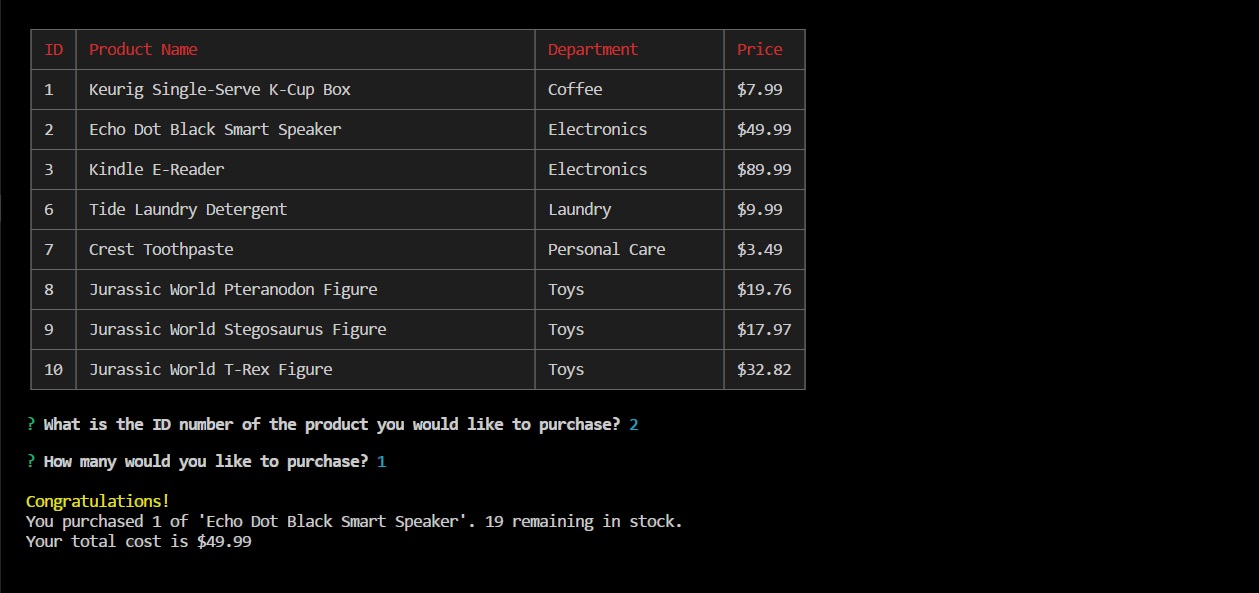 ID Product Name Department Price
1 Keurig Single-Serve K-Cup Box Coffee $7.99
2 Echo Dot Black Smart Speaker Electronics $49.99
3 Kindle E-Reader Electronics $89.99
6 Tide Laundry Detergent Laundry $9.99
7 Crest Toothpaste Personal Care $3.49
8 Jurassic World Pteranodon Figure Toys $19.76
9 Jurassic World Stegosaurus Figure Toys $17.97
10 Jurassic World T-Rex Figure Toys $32.82
? What is the ID number of the product you would like to purchase? 2
? How many would you like to purchase? 1
Congratulations!
You purchased 1 of 'Echo Dot Black Smart Speaker'. 19 remaining in stock.
Your total cost is $49.99